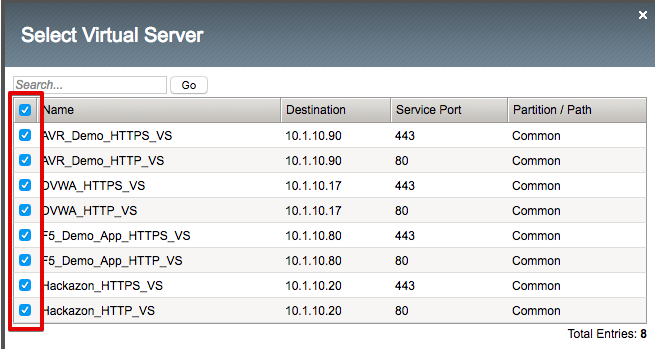 Select Virtual Server
Search... Go
Name Destination Service Port Partition / Path
AVR_Demo_HTTPS_VS 10.1.10.90 443 Common
AVR_Demo_HTTP_VS 10.1.10.90 80 Common
DVWA_HTTPS_VS 10.1.10.17 443 Common
DVWA_HTTP_VS 10.1.10.17 80 Common
F5_Demo_App_HTTPS_VS 10.1.10.80 443 Common
F5_Demo_App_HTTP_VS 10.1.10.80 80 Common
Hackazon_HTTPS_VS 10.1.10.20 443 Common
Hackazon_HTTP_VS 10.1.10.20 80 Common
Total Entries: 8